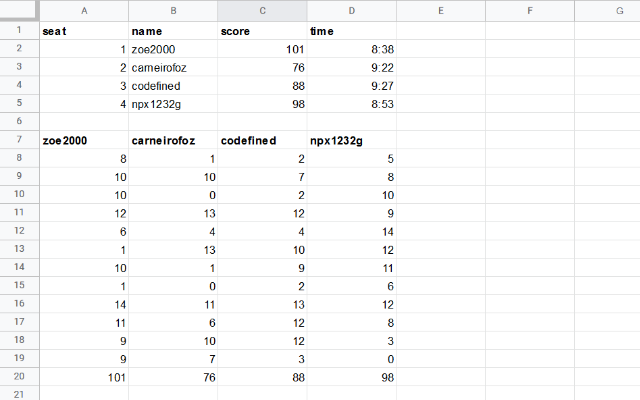 A B C D E F G
1 seat name score time
2 1 zoe2000 101 8:38
3 2 carneirofoz 76 9:22
4 3 codefined 88 9:27
5 4 npx1232g 98 8:53
6
7 zoe2000 carneirofoz codefined npx1232g
8 8 1 2 5
9 10 10 7 8
10 10 0 2 10
11 12 13 12 9
12 6 4 4 14
13 1 13 10 12
14 10 1 9 11
15 1 0 2 6
16 14 11 13 12
17 11 6 12 8
18 9 10 12 3
19 9 7 3 0
20 101 76 88 98
21